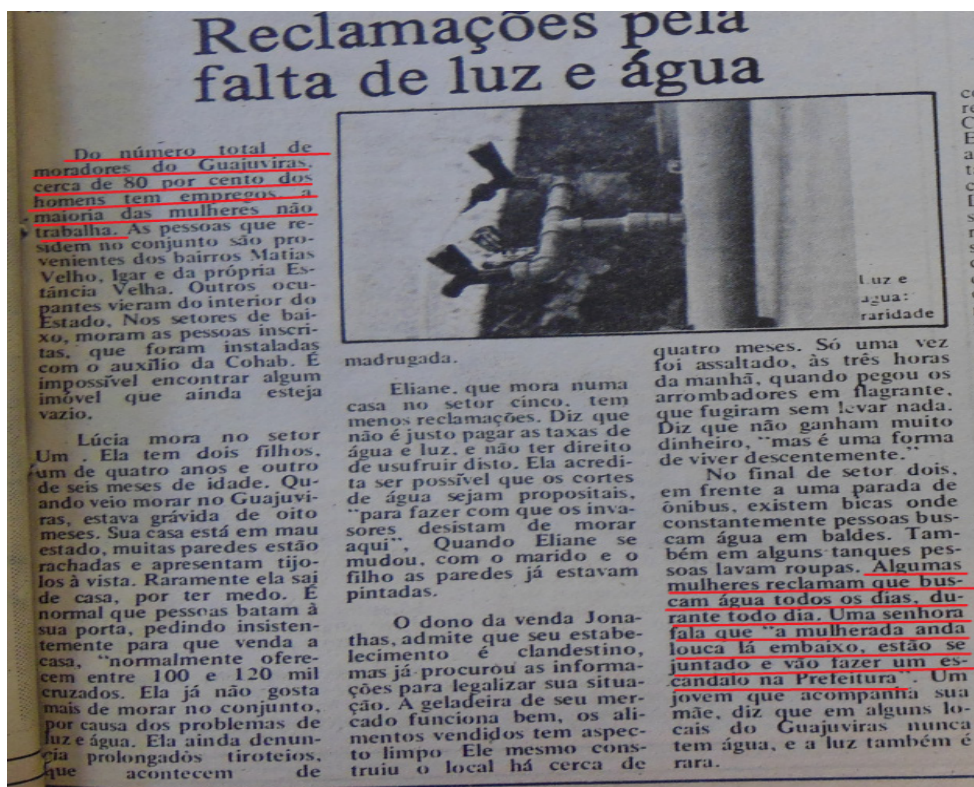 Reclamações pela
falta de luz e água
Do número total de
moradores do Guajuviras,
cerca de 80 por cento dos
homens tem empregos, a
maioria das mulheres não
trabalha. As pessoas que re-
sidem no conjunto são pro-
venientes dos bairros Matias
Velho, Igar e da própria Es-
tância Velha. Outros ocu-
pantes vieram do interior do
Estado. Nos setores de bai-
xo, moram as pessoas inscri-
tas, que foram instaladas
com o auxílio da Cohab. É
impossível encontrar algum
imóvel que ainda esteja
vazio.
Lúcia mora no setor
Um . Ela tem dois filhos,
um de quatro anos e outro
de seis meses de idade. Qu-
ando veio morar no Guajuvi-
ras, estava grávida de oito
meses. Sua casa está em mau
estado, muitas paredes estão
rachadas e apresentam tijo-
los à vista. Raramente ela sai
de casa, por ter medo. É
normal que pessoas batam à
sua porta, pedindo insisten-
temente para que venda a
casa, “normalmente ofere-
cem entre 100 e 120 mil
cruzados. Ela já não gosta
mais de morar no conjunto,
por causa dos problemas de
luz e água. Ela ainda denun-
cia prolongados tiroteios,
que acontecem de
Luz e
agua:
raridade
madrugada.
Eliane, que mora numa
casa no setor cinco, tem
menos reclamações. Diz que
não é justo pagar as taxas de
água e luz, e não ter direito
de usufruir disto. Ela acredi-
ta ser possível que os cortes
de água sejam propositais,
“para fazer com que os inva-
sores desistam de morar
aqui”. Quando Eliane se
mudou, com o marido e o
filho as paredes já estavam
pintadas.
O dono da venda Jona-
thas, admite que seu estabe-
lecimento é clandestino,
mas já procurou as informa-
ções para legalizar sua situa-
ção. A geladeira de seu mer-
cado funciona bem, os ali-
mentos vendidos tem aspec-
to limpo Ele mesmo cons-
truiu o local há cerca de
quatro meses. Só uma vez
foi assaltado, às três horas
da manhã, quando pegou os
arrombadores em flagrante,
que fugiram sem levar nada.
Diz que não ganham muito
dinheiro, “mas é uma forma
de viver descentemente.”
No final de setor dois,
em frente a uma parada de
ônibus, existem bicas onde
constantemente pessoas bus-
cam água em baldes. Tam-
bém em alguns tanques pes-
soas lavam roupas. Algumas
mulheres reclamam que bus-
cam água todos os dias, du-
rante todo dia. Uma senhora
fala que “a mulherada anda
louca lá embaixo, estão se
juntado e vão fazer um es-
cândalo na Prefeitura”. Um
jovem que acompanha sua
mãe, diz que em alguns lo-
cais do Guajuviras nunca
tem água, e a luz também é
rara.